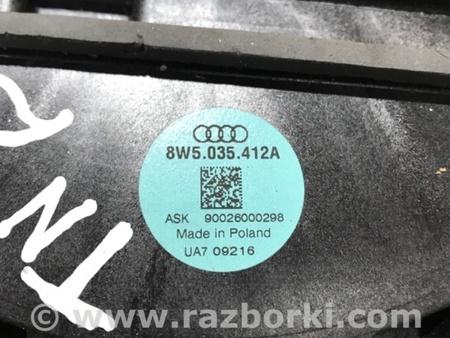 8W5.035.412A
ASK 90026000298
Made in Poland
UA7 09216
www.razborki.com